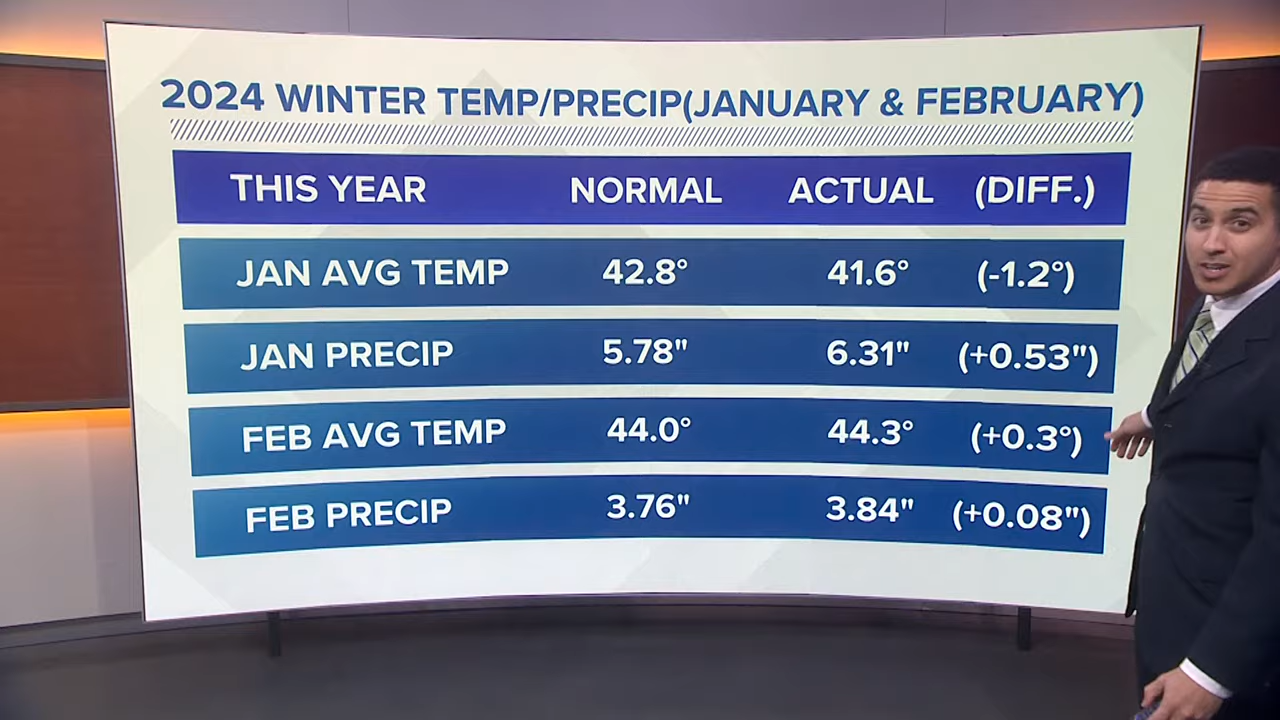 2024 WINTER TEMP/PRECIP(JANUARY & FEBRUARY)
THIS YEAR NORMAL ACTUAL (DIFF.)
JAN AVG TEMP 42.8° 41.6° (-1.2°)
JAN PRECIP 5.78" 6.31" (+0.53")
FEB AVG TEMP 44.0° 44.3° (+0.3°)
FEB PRECIP 3.76" 3.84" (+0.08")